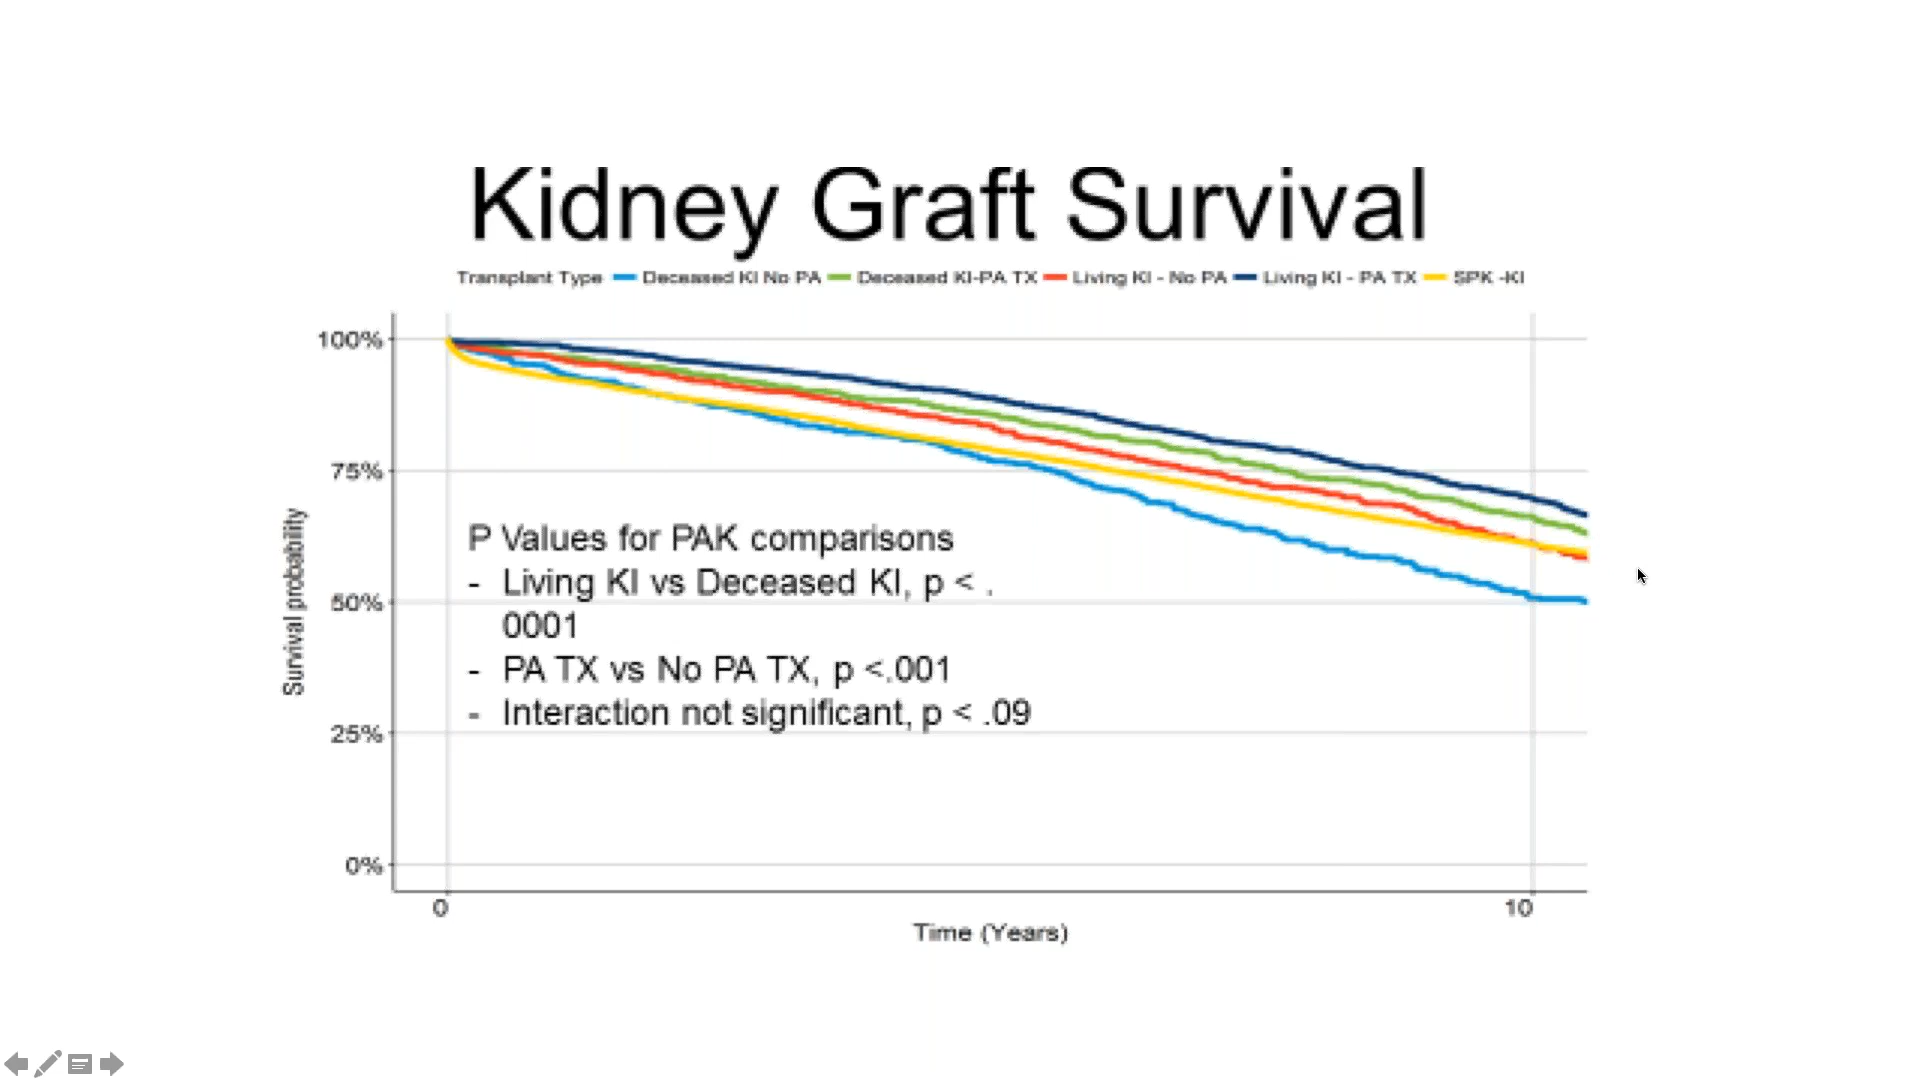 Kidney Graft Survival
Transplant Type Deceased KI No PA Deceased KI-PA TX Living KI - No PA Living KI - PA TX SPK -KI
100%
75%
50%
25%
0%
Survival probability
P Values for PAK comparisons
- Living KI vs Deceased KI, p < .
0001
- PA TX vs No PA TX, p <.001
- Interaction not significant, p < .09
0 10
Time (Years)